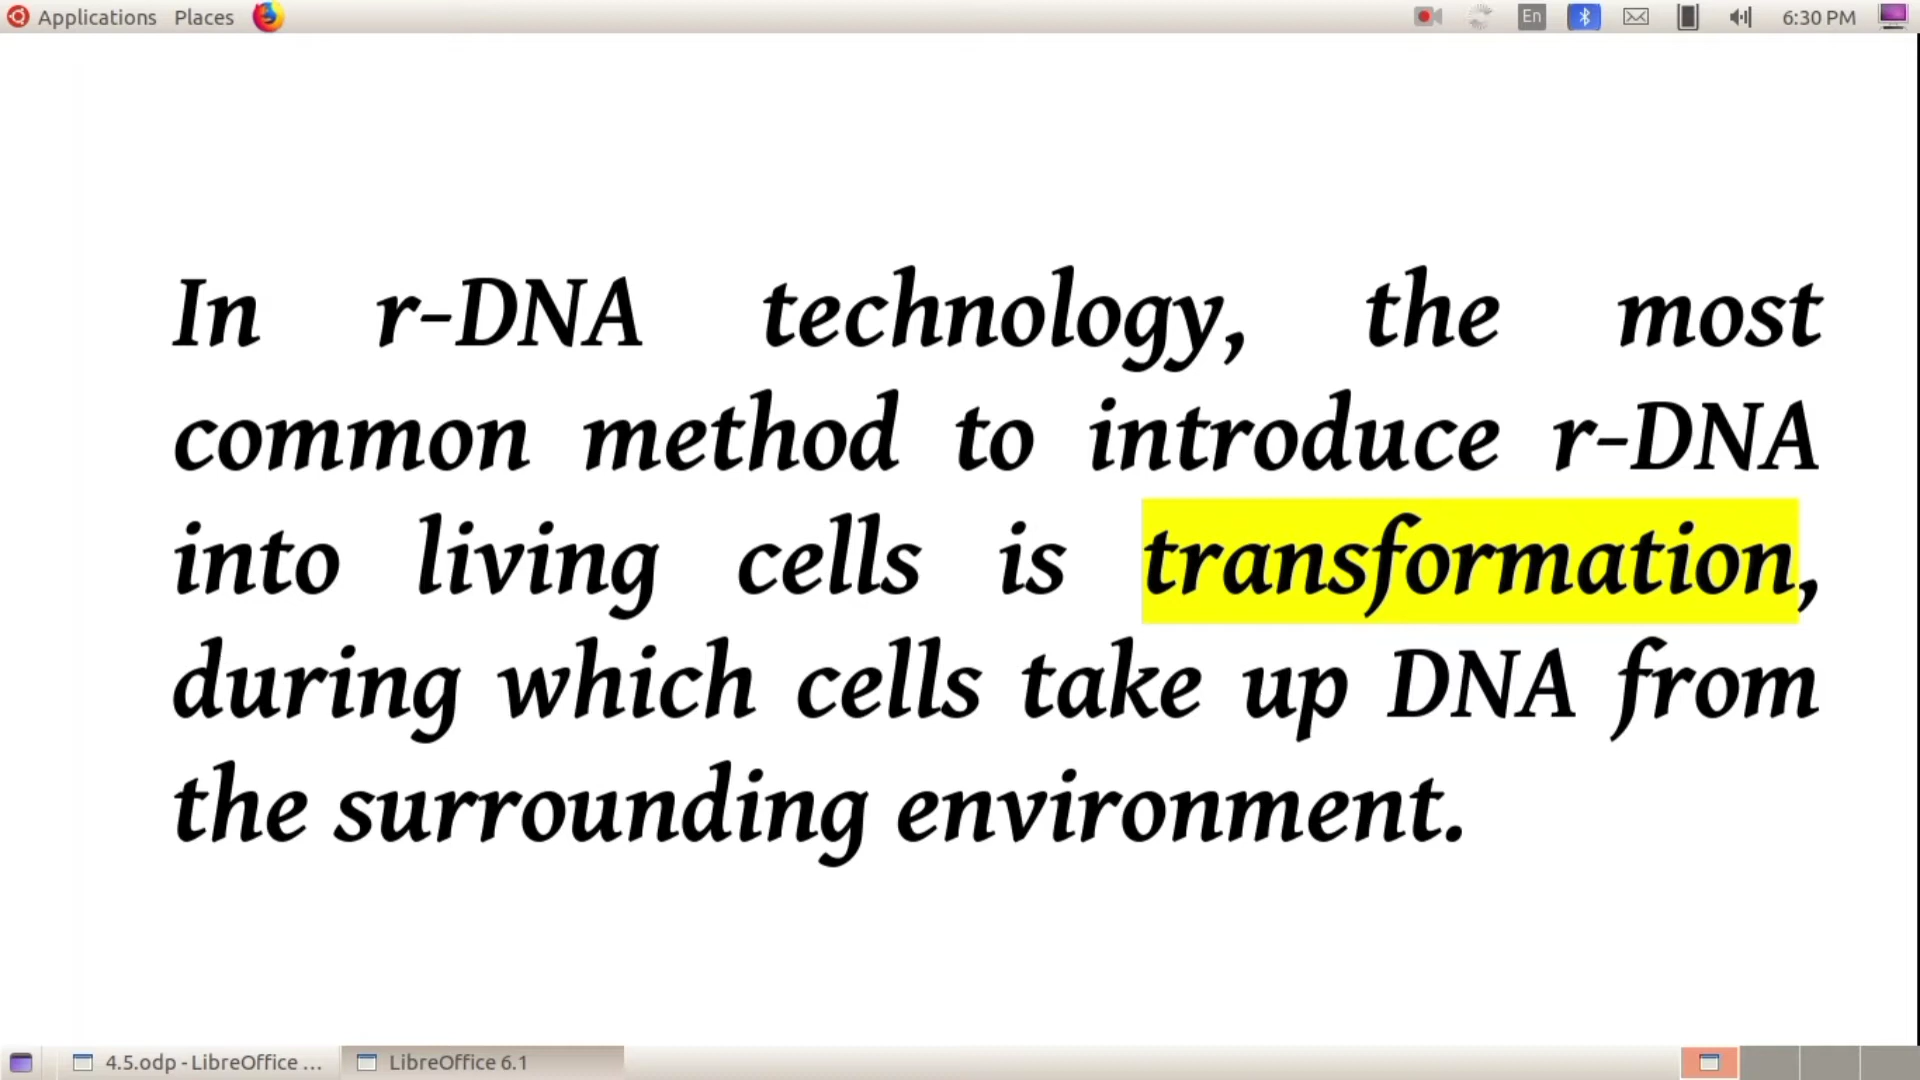 Applications Places En 6:30 PM
In r-DNA technology, the most
common method to introduce r-DNA
into living cells is transformation,
during which cells take up DNA from
the surrounding environment.
4.5.odp - LibreOffice ... LibreOffice 6.1